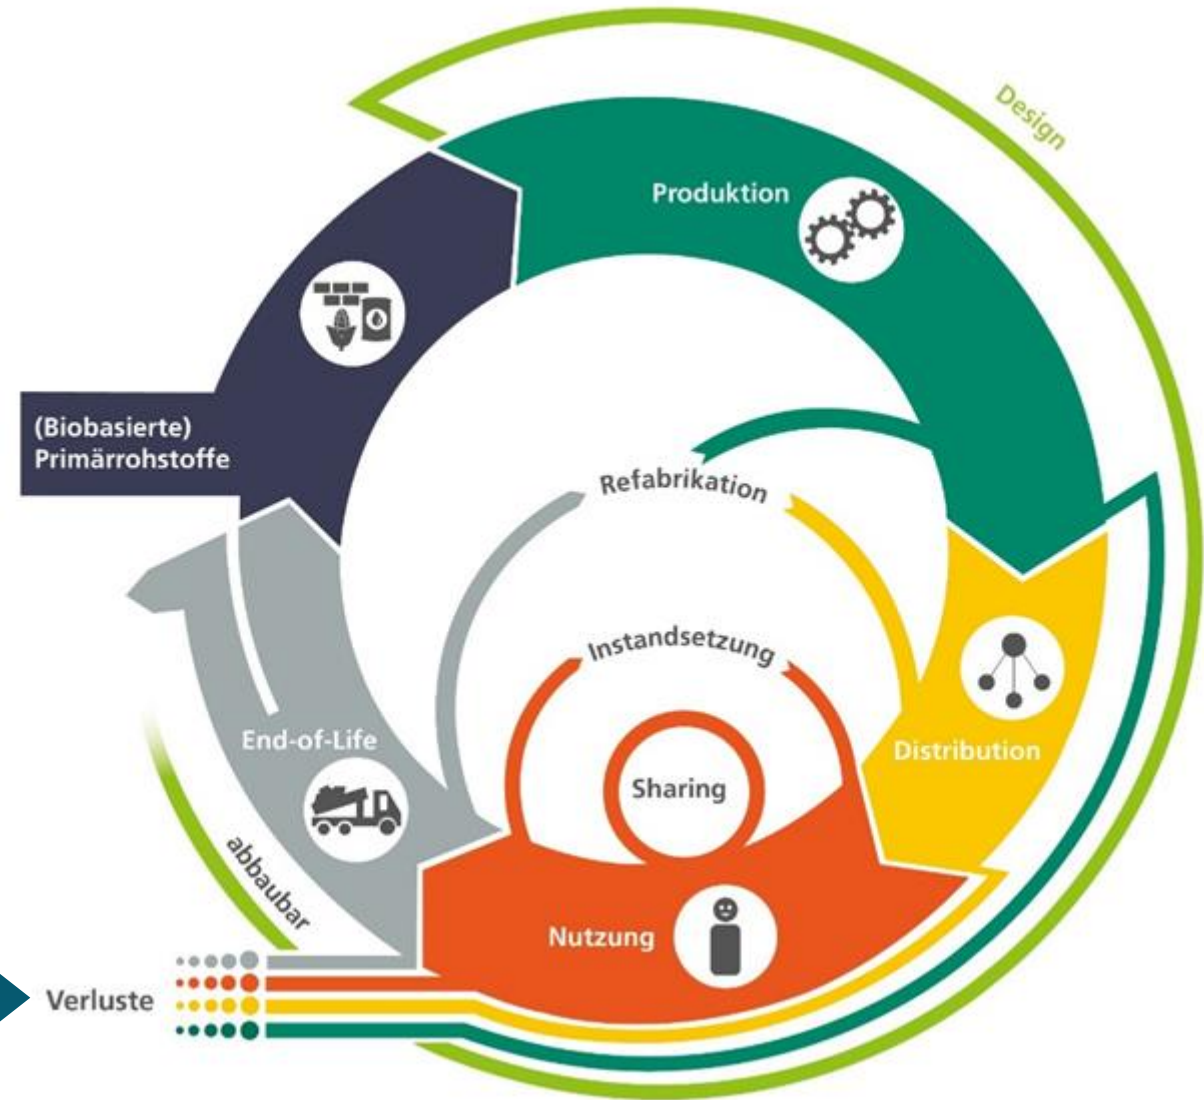 Design
Produktion
(Biobasierte)
Primärrohstoffe
Refabrikation
Instandsetzung
Sharing
Distribution
End-of-Life
abbaubar
Nutzung
Verluste